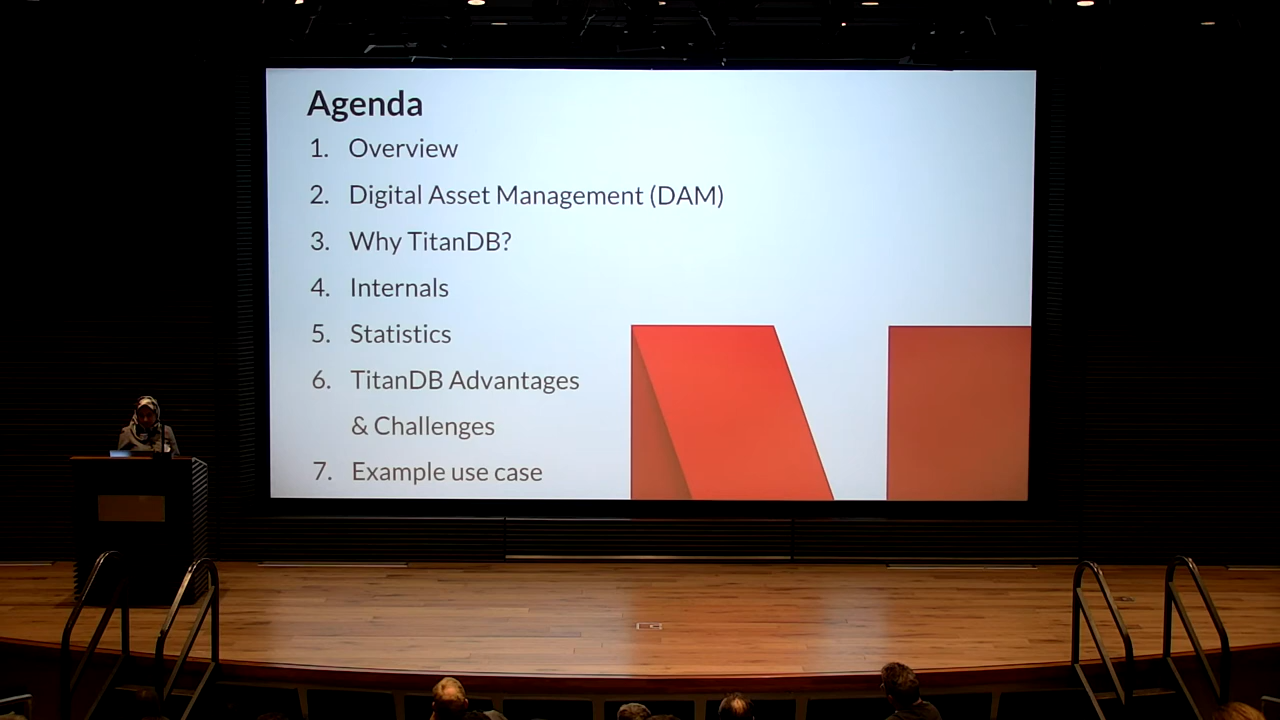 Agenda
1. Overview
2. Digital Asset Management (DAM)
3. Why TitanDB?
4. Internals
5. Statistics
6. TitanDB Advantages
& Challenges
7. Example use case